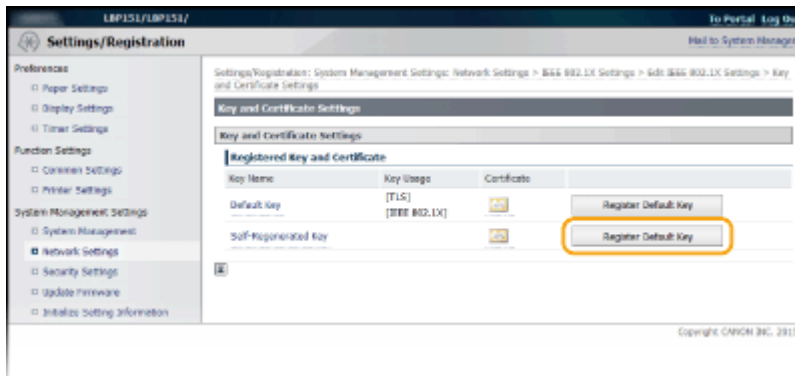 LBP151/LBP151/
To Portal Log Ou
Settings/Registration
Mail to System Manager
Preferences
Paper Settings
Display Settings
Timer Settings
Function Settings
Common Settings
Printer Settings
System Management Settings
System Management
Network Settings
Security Settings
Update Firmware
Initialize Setting Information
Settings/Registration: System Management Settings: Network Settings > IEEE 802.1X Settings > Edit IEEE 802.1X Settings > Key
and Certificate Settings
Key and Certificate Settings
Key and Certificate Settings
Registered Key and Certificate
Key Name Key Usage Certificate
Default Key [TLS] Register Default Key
[IEEE 802.1X]
Self-Regenerated Key Register Default Key
Copyright CANON INC. 2015